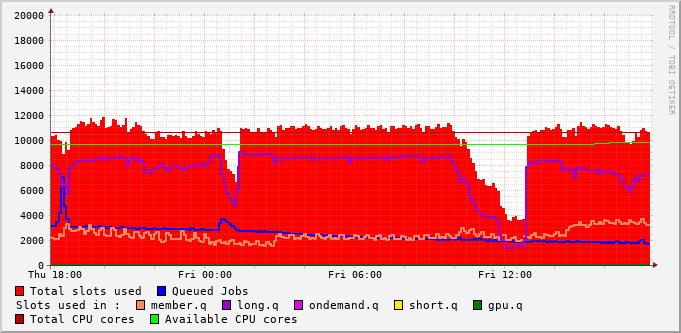 20000
18000
16000
14000
12000
10000
8000
6000
4000
2000
0
Thu 18:00 Fri 00:00 Fri 06:00 Fri 12:00
RRDTOOL / TOBI OETIKER
Total slots used Queued Jobs
Slots used in : member.q long.q ondemand.q short.q gpu.q
Total CPU cores Available CPU cores